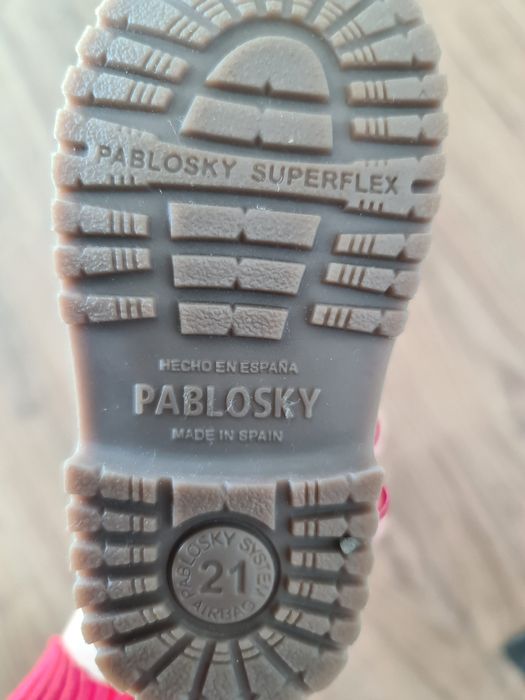 PABLOSKY SUPERFLEX
HECHO EN ESPAÑA
PABLOSKY
MADE IN SPAIN
PABLOSKY SYSTEM
21
AIRBAG